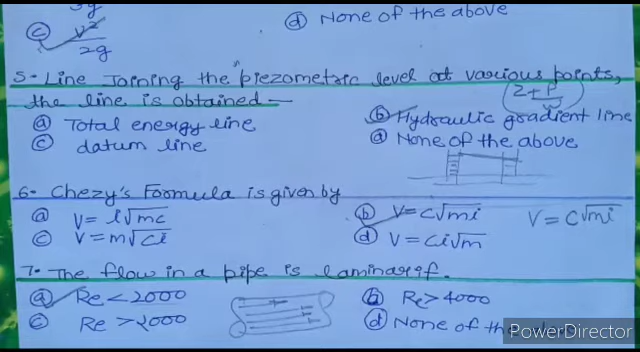 ⓓ None of the above
ⓒ V²/2g
5- Line Joining the piezometric level at various points,
the line is obtained —
(Z+P/w)
ⓐ Total energy line
ⓑ Hydraulic gradient line
ⓒ datum line
ⓓ None of the above
6- Chezy's Foomula is given by
ⓐ V= i√mc
ⓑ V=C√mi
V=C√mi
ⓒ V=m√ci
ⓓ V=Ci√m
7- The flow in a pipe is laminar if.
ⓐ Re<2000
ⓑ Re>4000
ⓒ Re >2000
ⓓ None of the
PowerDirector